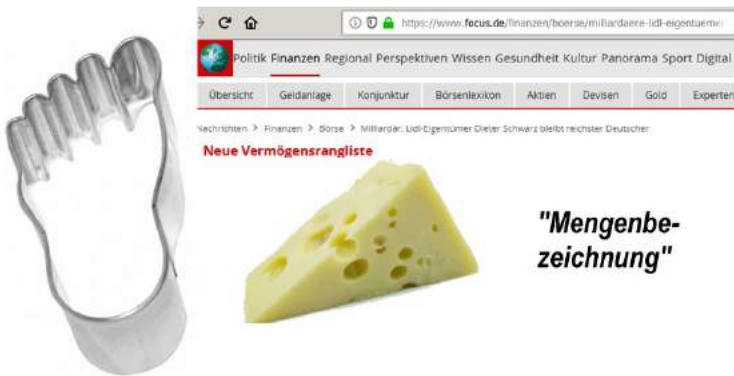 https://www.focus.de/finanzen/boerse/milliardaere-lidl-eigentuemer
Politik Finanzen Regional Perspektiven Wissen Gesundheit Kultur Panorama Sport Digital
Übersicht Geldanlage Konjunktur Börsenlexikon Aktien Devisen Gold Experten
Nachrichten > Finanzen > Börse > Milliardär: Lidl-Eigentümer Dieter Schwarz bleibt reichster Deutscher
Neue Vermögensrangliste
"Mengenbe-
zeichnung"